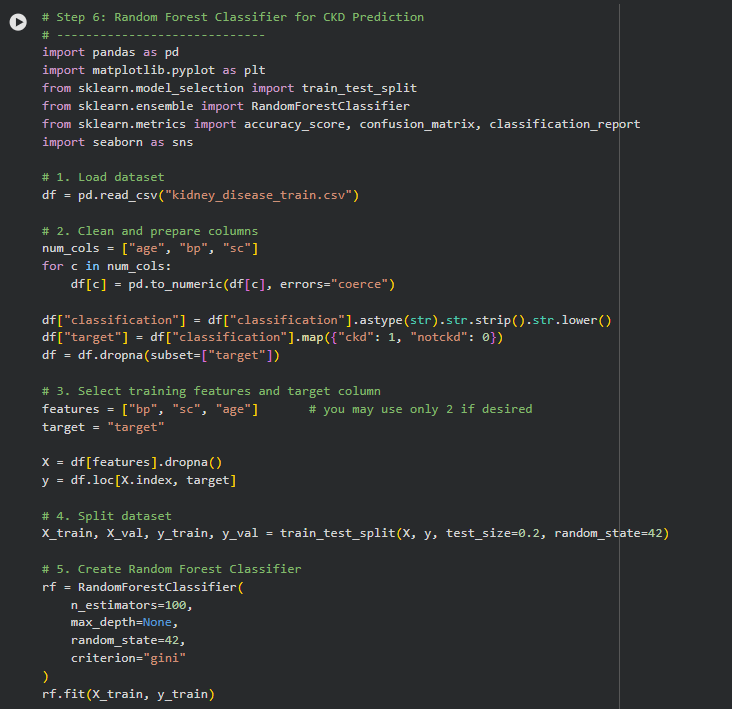 # Step 6: Random Forest Classifier for CKD Prediction
# -----------------------------
import pandas as pd
import matplotlib.pyplot as plt
from sklearn.model_selection import train_test_split
from sklearn.ensemble import RandomForestClassifier
from sklearn.metrics import accuracy_score, confusion_matrix, classification_report
import seaborn as sns

# 1. Load dataset
df = pd.read_csv("kidney_disease_train.csv")

# 2. Clean and prepare columns
num_cols = ["age", "bp", "sc"]
for c in num_cols:
    df[c] = pd.to_numeric(df[c], errors="coerce")

df["classification"] = df["classification"].astype(str).str.strip().str.lower()
df["target"] = df["classification"].map({"ckd": 1, "notckd": 0})
df = df.dropna(subset=["target"])

# 3. Select training features and target column
features = ["bp", "sc", "age"]       # you may use only 2 if desired
target = "target"

X = df[features].dropna()
y = df.loc[X.index, target]

# 4. Split dataset
X_train, X_val, y_train, y_val = train_test_split(X, y, test_size=0.2, random_state=42)

# 5. Create Random Forest Classifier
rf = RandomForestClassifier(
    n_estimators=100,
    max_depth=None,
    random_state=42,
    criterion="gini"
)
rf.fit(X_train, y_train)